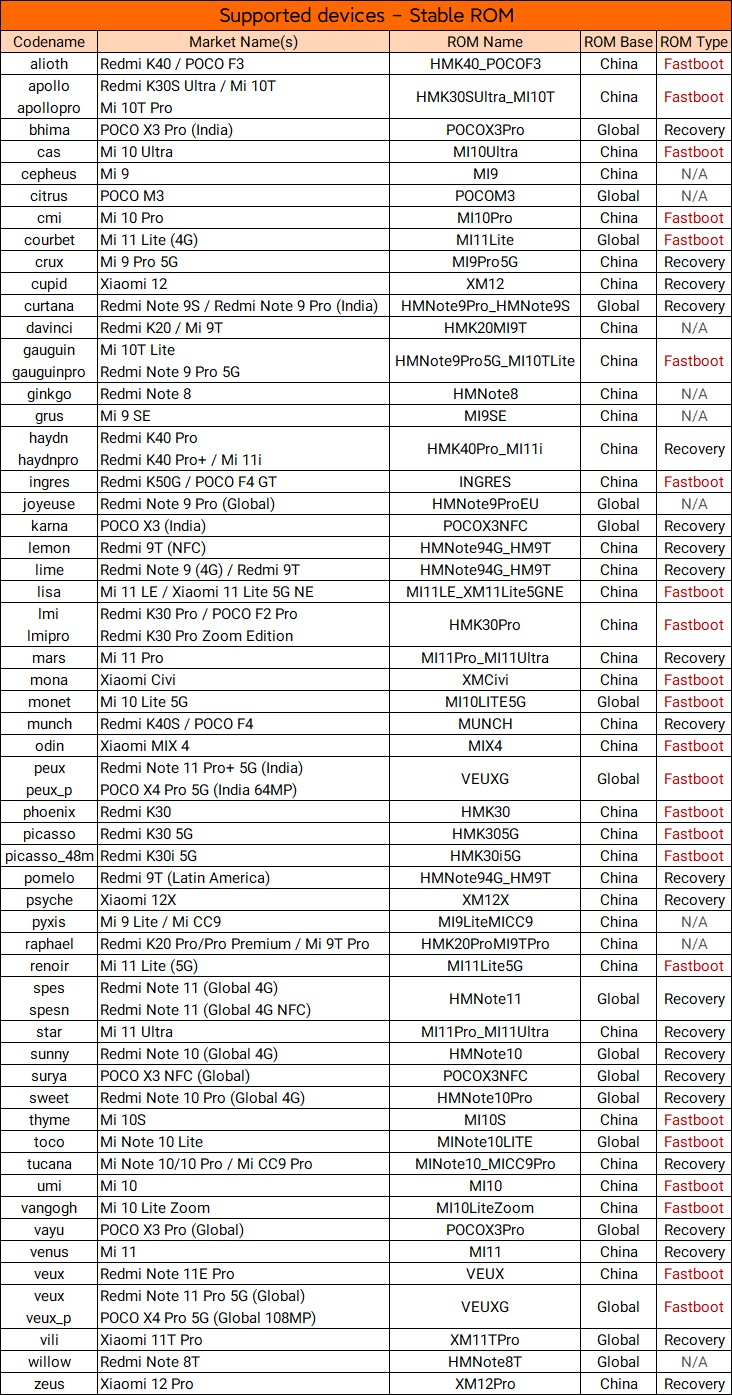 Supported devices – Stable ROM
Codename Market Name(s) ROM Name ROM Base ROM Type
alioth Redmi K40 / POCO F3 HMK40_POCOF3 China Fastboot
apollo Redmi K30S Ultra / Mi 10T
HMK30SUltra_MI10T China Fastboot
apollopro Mi 10T Pro
bhima POCO X3 Pro (India) POCOX3Pro Global Recovery
cas Mi 10 Ultra MI10Ultra China Fastboot
cepheus Mi 9 MI9 China N/A
citrus POCO M3 POCOM3 Global N/A
cmi Mi 10 Pro MI10Pro China Fastboot
courbet Mi 11 Lite (4G) MI11Lite Global Fastboot
crux Mi 9 Pro 5G MI9Pro5G China Recovery
cupid Xiaomi 12 XM12 China Recovery
curtana Redmi Note 9S / Redmi Note 9 Pro (India) HMNote9Pro_HMNote9S Global Recovery
davinci Redmi K20 / Mi 9T HMK20MI9T China N/A
gauguin Mi 10T Lite
HMNote9Pro5G_MI10TLite China Fastboot
gauguinpro Redmi Note 9 Pro 5G
ginkgo Redmi Note 8 HMNote8 China N/A
grus Mi 9 SE MI9SE China N/A
haydn Redmi K40 Pro
HMK40Pro_MI11i China Recovery
haydnpro Redmi K40 Pro+ / Mi 11i
ingres Redmi K50G / POCO F4 GT INGRES China Fastboot
joyeuse Redmi Note 9 Pro (Global) HMNote9ProEU Global N/A
karna POCO X3 (India) POCOX3NFC Global Recovery
lemon Redmi 9T (NFC) HMNote94G_HM9T China Recovery
lime Redmi Note 9 (4G) / Redmi 9T HMNote94G_HM9T China Recovery
lisa Mi 11 LE / Xiaomi 11 Lite 5G NE MI11LE_XM11Lite5GNE China Fastboot
lmi Redmi K30 Pro / POCO F2 Pro
HMK30Pro China Fastboot
lmipro Redmi K30 Pro Zoom Edition
mars Mi 11 Pro MI11Pro_MI11Ultra China Recovery
mona Xiaomi Civi XMCivi China Fastboot
monet Mi 10 Lite 5G MI10LITE5G Global Fastboot
munch Redmi K40S / POCO F4 MUNCH China Recovery
odin Xiaomi MIX 4 MIX4 China Fastboot
peux Redmi Note 11 Pro+ 5G (India)
VEUXG Global Fastboot
peux_p POCO X4 Pro 5G (India 64MP)
phoenix Redmi K30 HMK30 China Fastboot
picasso Redmi K30 5G HMK305G China Fastboot
picasso_48m Redmi K30i 5G HMK30i5G China Fastboot
pomelo Redmi 9T (Latin America) HMNote94G_HM9T China Recovery
psyche Xiaomi 12X XM12X China Recovery
pyxis Mi 9 Lite / Mi CC9 MI9LiteMICC9 China N/A
raphael Redmi K20 Pro/Pro Premium / Mi 9T Pro HMK20ProMI9TPro China N/A
renoir Mi 11 Lite (5G) MI11Lite5G China Fastboot
spes Redmi Note 11 (Global 4G)
HMNote11 Global Recovery
spesn Redmi Note 11 (Global 4G NFC)
star Mi 11 Ultra MI11Pro_MI11Ultra China Recovery
sunny Redmi Note 10 (Global 4G) HMNote10 Global Recovery
surya POCO X3 NFC (Global) POCOX3NFC Global Recovery
sweet Redmi Note 10 Pro (Global 4G) HMNote10Pro Global Recovery
thyme Mi 10S MI10S China Fastboot
toco Mi Note 10 Lite MINote10LITE Global Fastboot
tucana Mi Note 10/10 Pro / Mi CC9 Pro MINote10_MICC9Pro China Recovery
umi Mi 10 MI10 China Fastboot
vangogh Mi 10 Lite Zoom MI10LiteZoom China Fastboot
vayu POCO X3 Pro (Global) POCOX3Pro Global Recovery
venus Mi 11 MI11 China Recovery
veux Redmi Note 11E Pro VEUX China Fastboot
veux Redmi Note 11 Pro 5G (Global)
VEUXG Global Fastboot
veux_p POCO X4 Pro 5G (Global 108MP)
vili Xiaomi 11T Pro XM11TPro Global Recovery
willow Redmi Note 8T HMNote8T Global N/A
zeus Xiaomi 12 Pro XM12Pro China Recovery